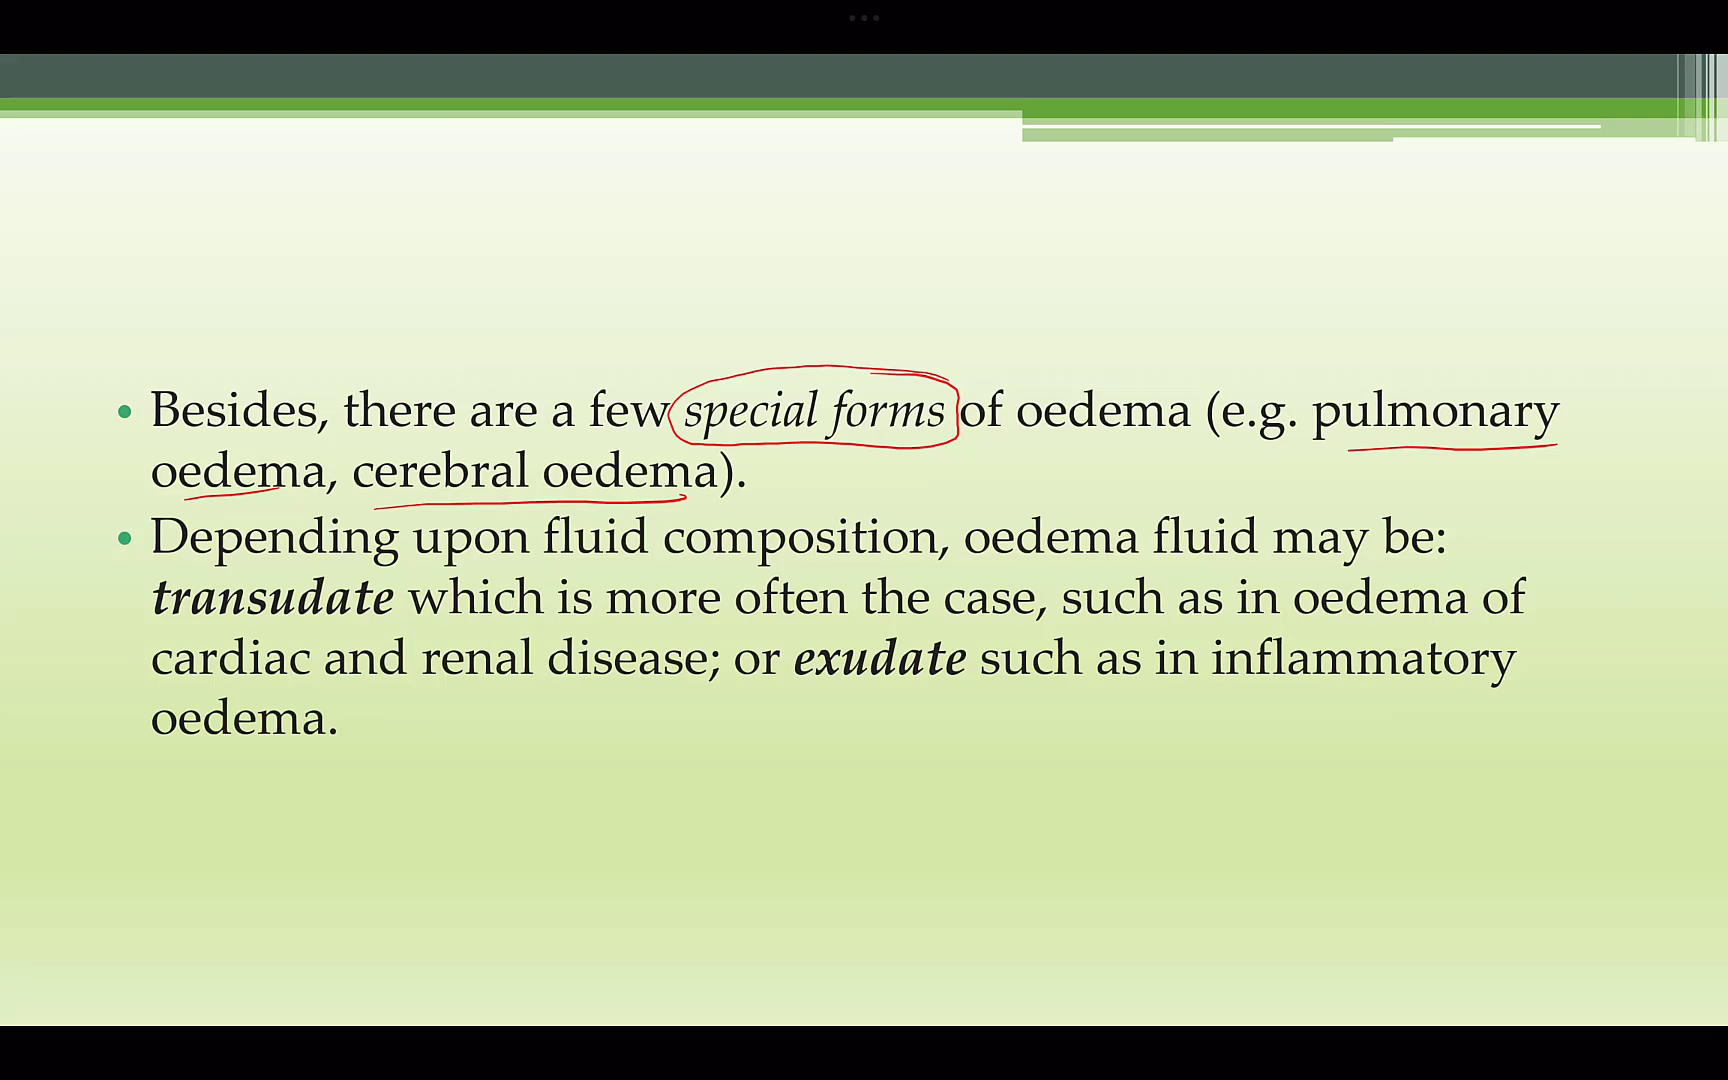 Besides, there are a few special forms of oedema (e.g. pulmonary
oedema, cerebral oedema).
Depending upon fluid composition, oedema fluid may be:
transudate which is more often the case, such as in oedema of
cardiac and renal disease; or exudate such as in inflammatory
oedema.